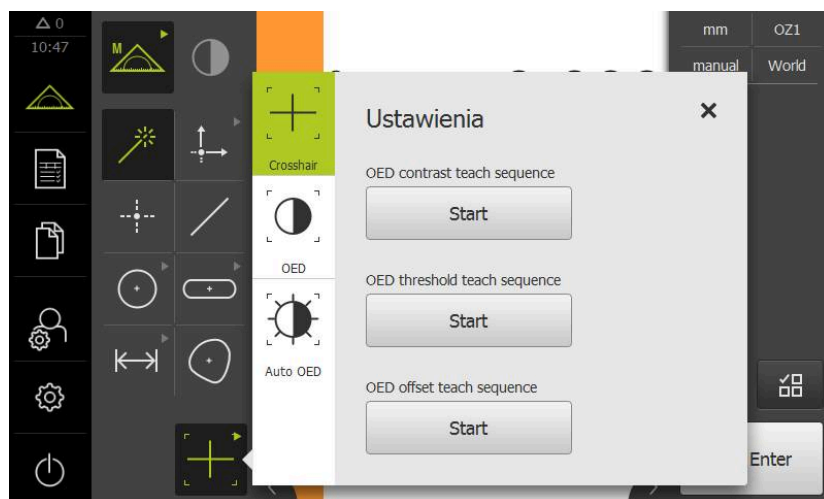 0
10:47
M
mm
OZ1
manual
World
Crosshair
OED
Auto OED
Ustawienia
OED contrast teach sequence
Start
OED threshold teach sequence
Start
OED offset teach sequence
Start
Enter